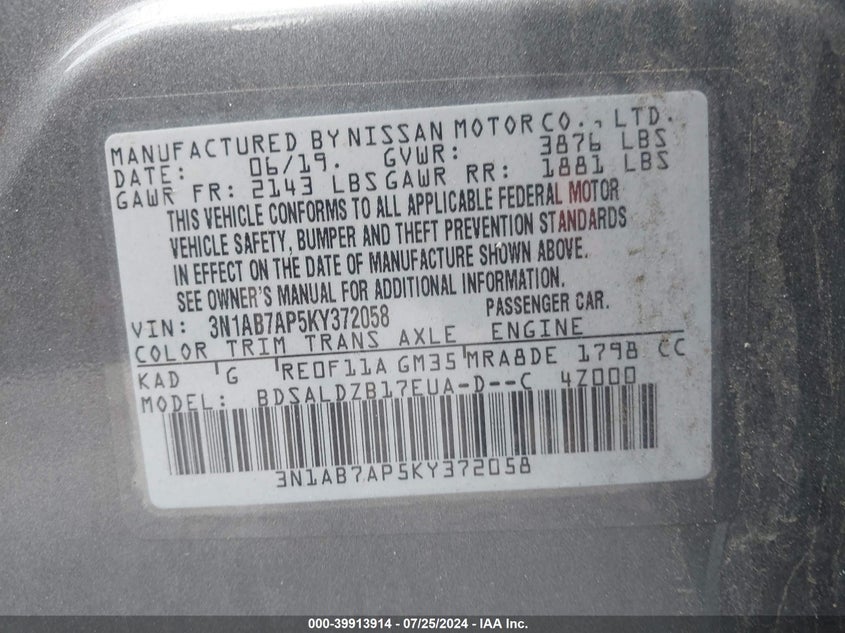 MANUFACTURED BY NISSAN MOTOR CO., LTD.
DATE: 06/19. GVWR: 3876 LBS
GAWR FR: 2143 LBS GAWR RR: 1881 LBS
THIS VEHICLE CONFORMS TO ALL APPLICABLE FEDERAL MOTOR
VEHICLE SAFETY, BUMPER AND THEFT PREVENTION STANDARDS
IN EFFECT ON THE DATE OF MANUFACTURE SHOWN ABOVE.
SEE OWNER'S MANUAL FOR ADDITIONAL INFORMATION.
VIN: 3N1AB7AP5KY372058 PASSENGER CAR.
COLOR TRIM TRANS AXLE ENGINE
KAD G RE0F11A GM35 MRA8DE 1798 CC
MODEL: BDSALDZB17EUA-D--C 4Z000
3N1AB7AP5KY372058
000-39913914 - 07/25/2024 - IAA Inc.